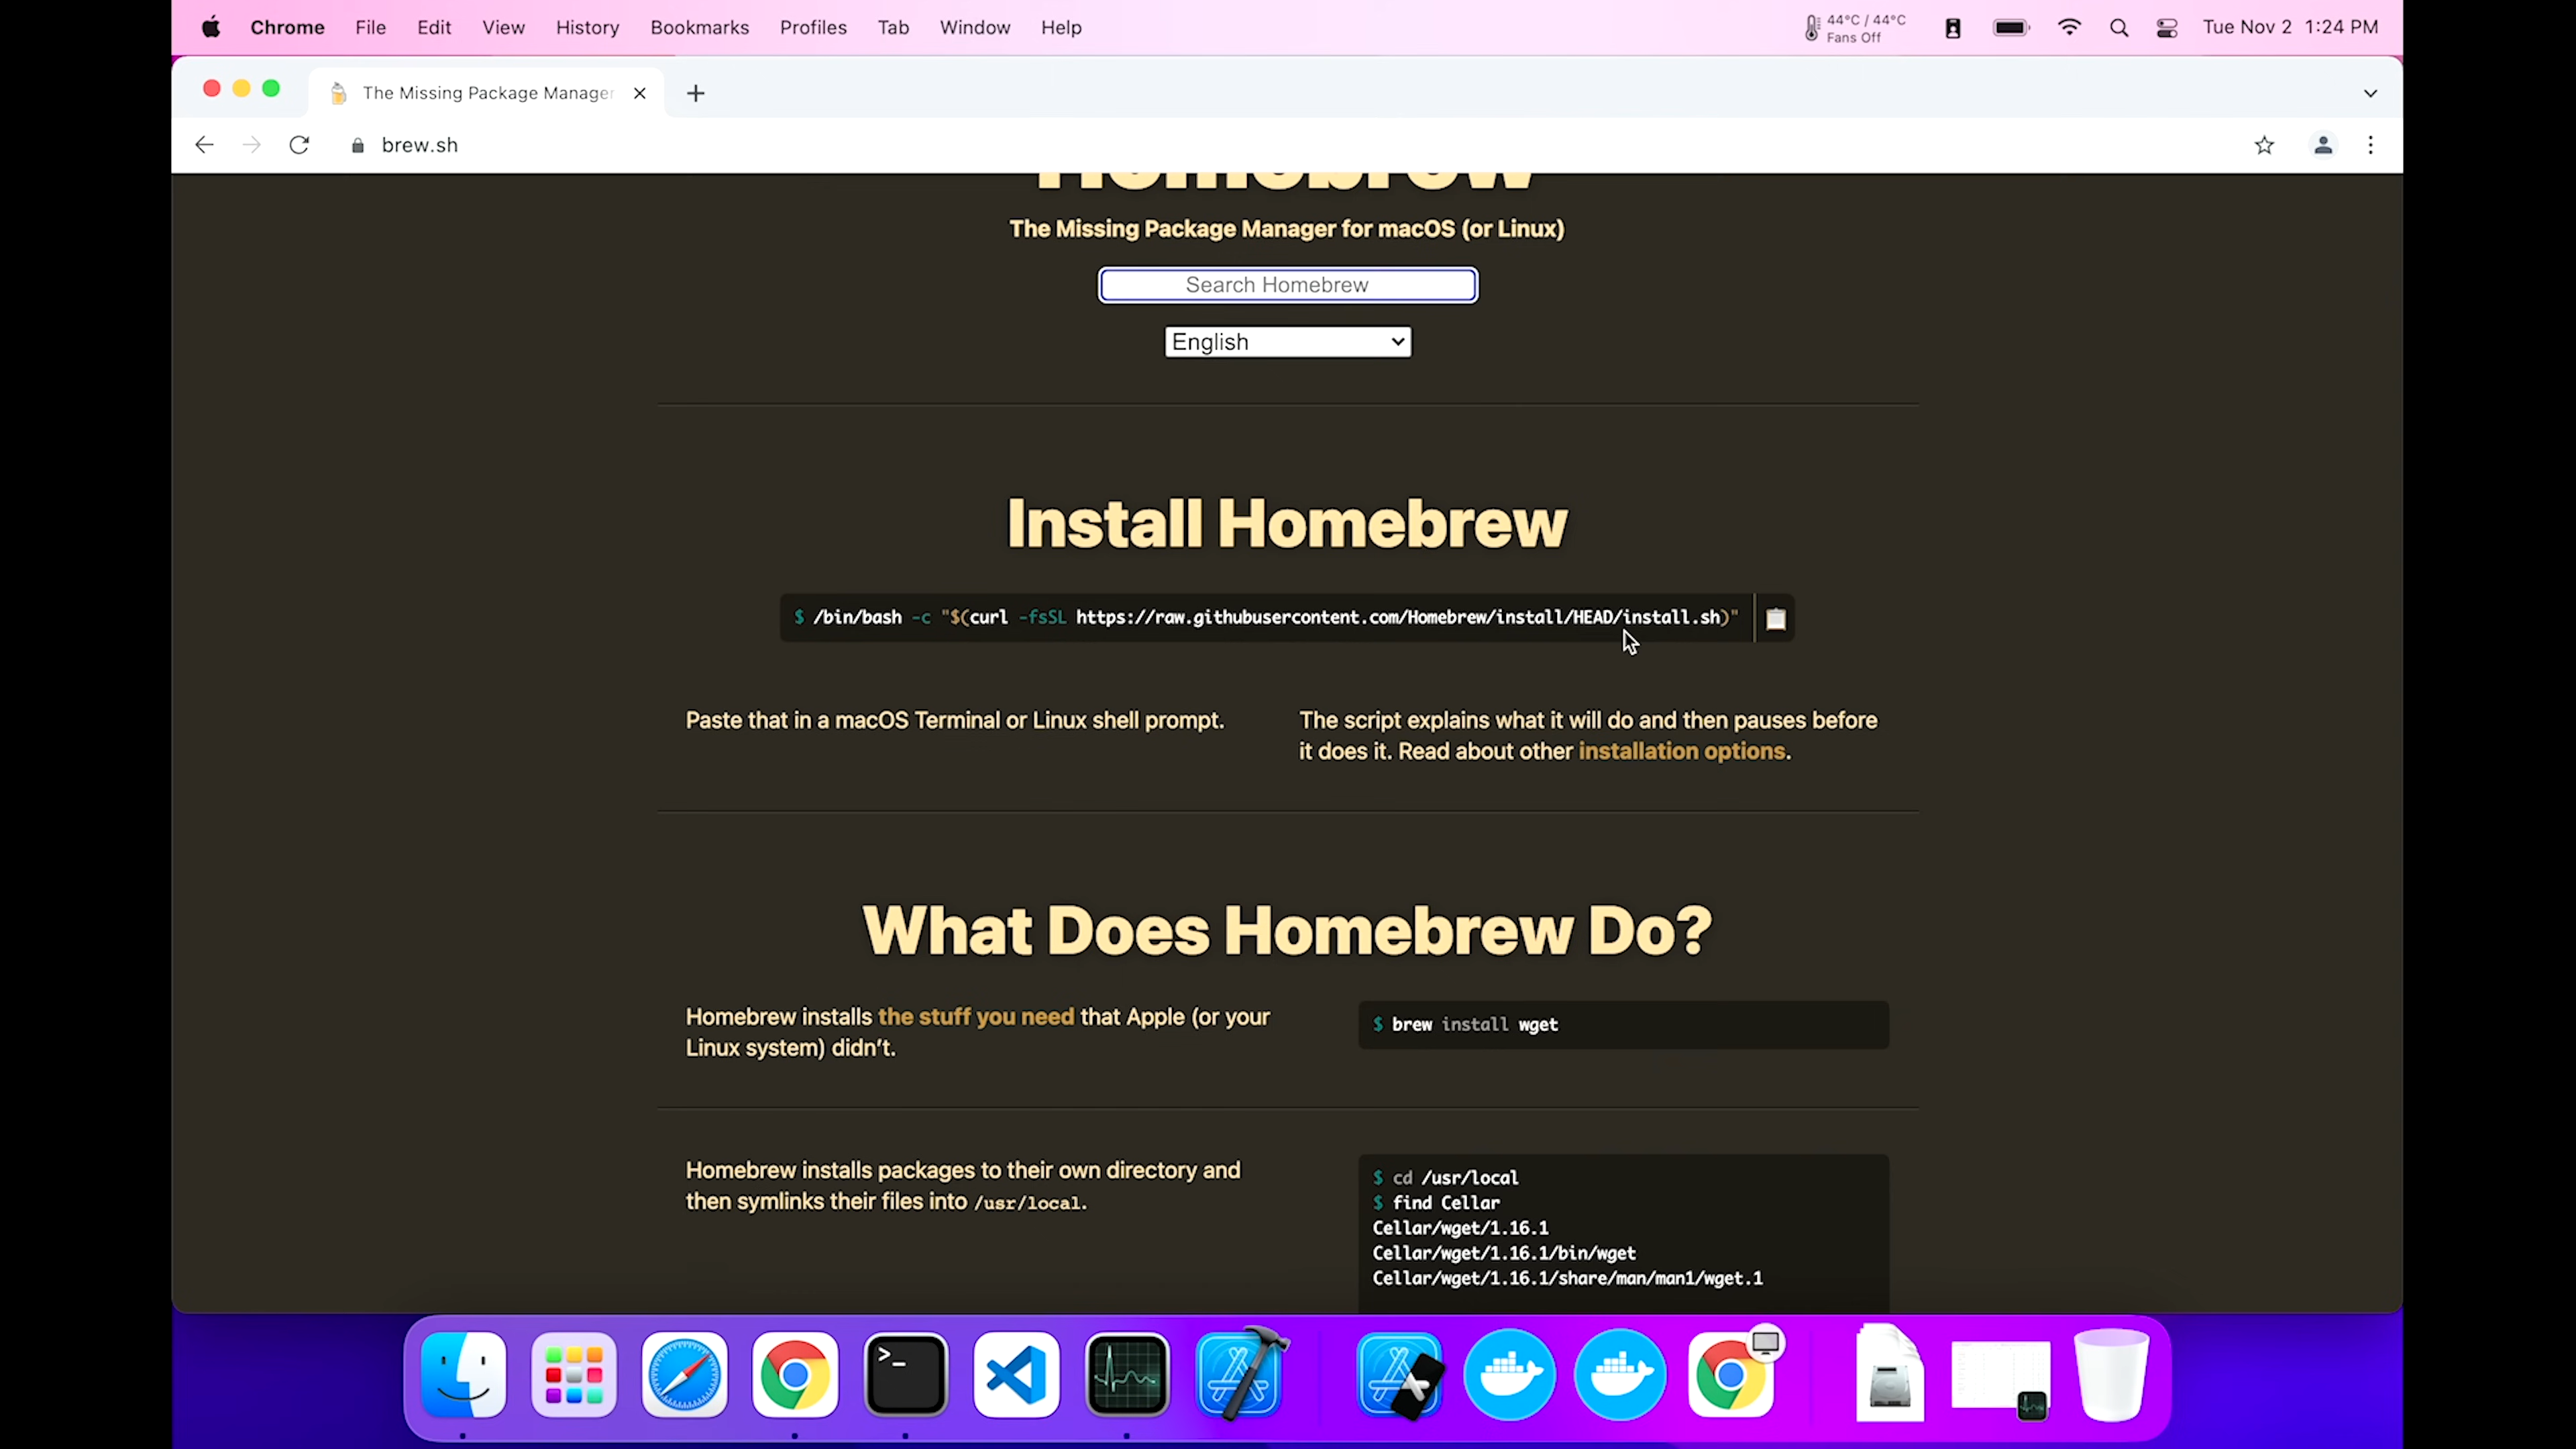 Chrome File Edit View History Bookmarks Profiles Tab Window Help
44°C / 44°C
Fans Off
Tue Nov 2 1:24 PM
The Missing Package Manager
brew.sh
Homebrew
The Missing Package Manager for macOS (or Linux)
Search Homebrew
English
Install Homebrew
$ /bin/bash -c "$(curl -fsSL https://raw.githubusercontent.com/Homebrew/install/HEAD/install.sh)"
Paste that in a macOS Terminal or Linux shell prompt.
The script explains what it will do and then pauses before
it does it. Read about other installation options.
What Does Homebrew Do?
Homebrew installs the stuff you need that Apple (or your
Linux system) didn’t.
$ brew install wget
Homebrew installs packages to their own directory and
then symlinks their files into /usr/local.
$ cd /usr/local
$ find Cellar
Cellar/wget/1.16.1
Cellar/wget/1.16.1/bin/wget
Cellar/wget/1.16.1/share/man/man1/wget.1
>_